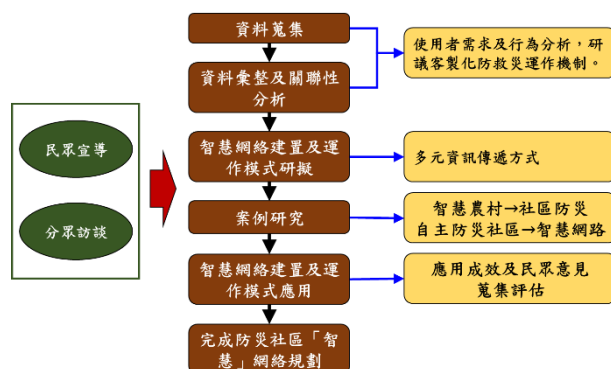 資料蒐集
資料彙整及關聯性
分析
使用者需求及行為分析，研
議客製化防救災運作機制。
民眾宣導
分眾訪談
智慧網絡建置及運
作模式研擬
多元資訊傳遞方式
案例研究
智慧農村→社區防災
自主防災社區→智慧網路
智慧網絡建置及運
作模式應用
應用成效及民眾意見
蒐集評估
完成防災社區「智
慧」網絡規劃